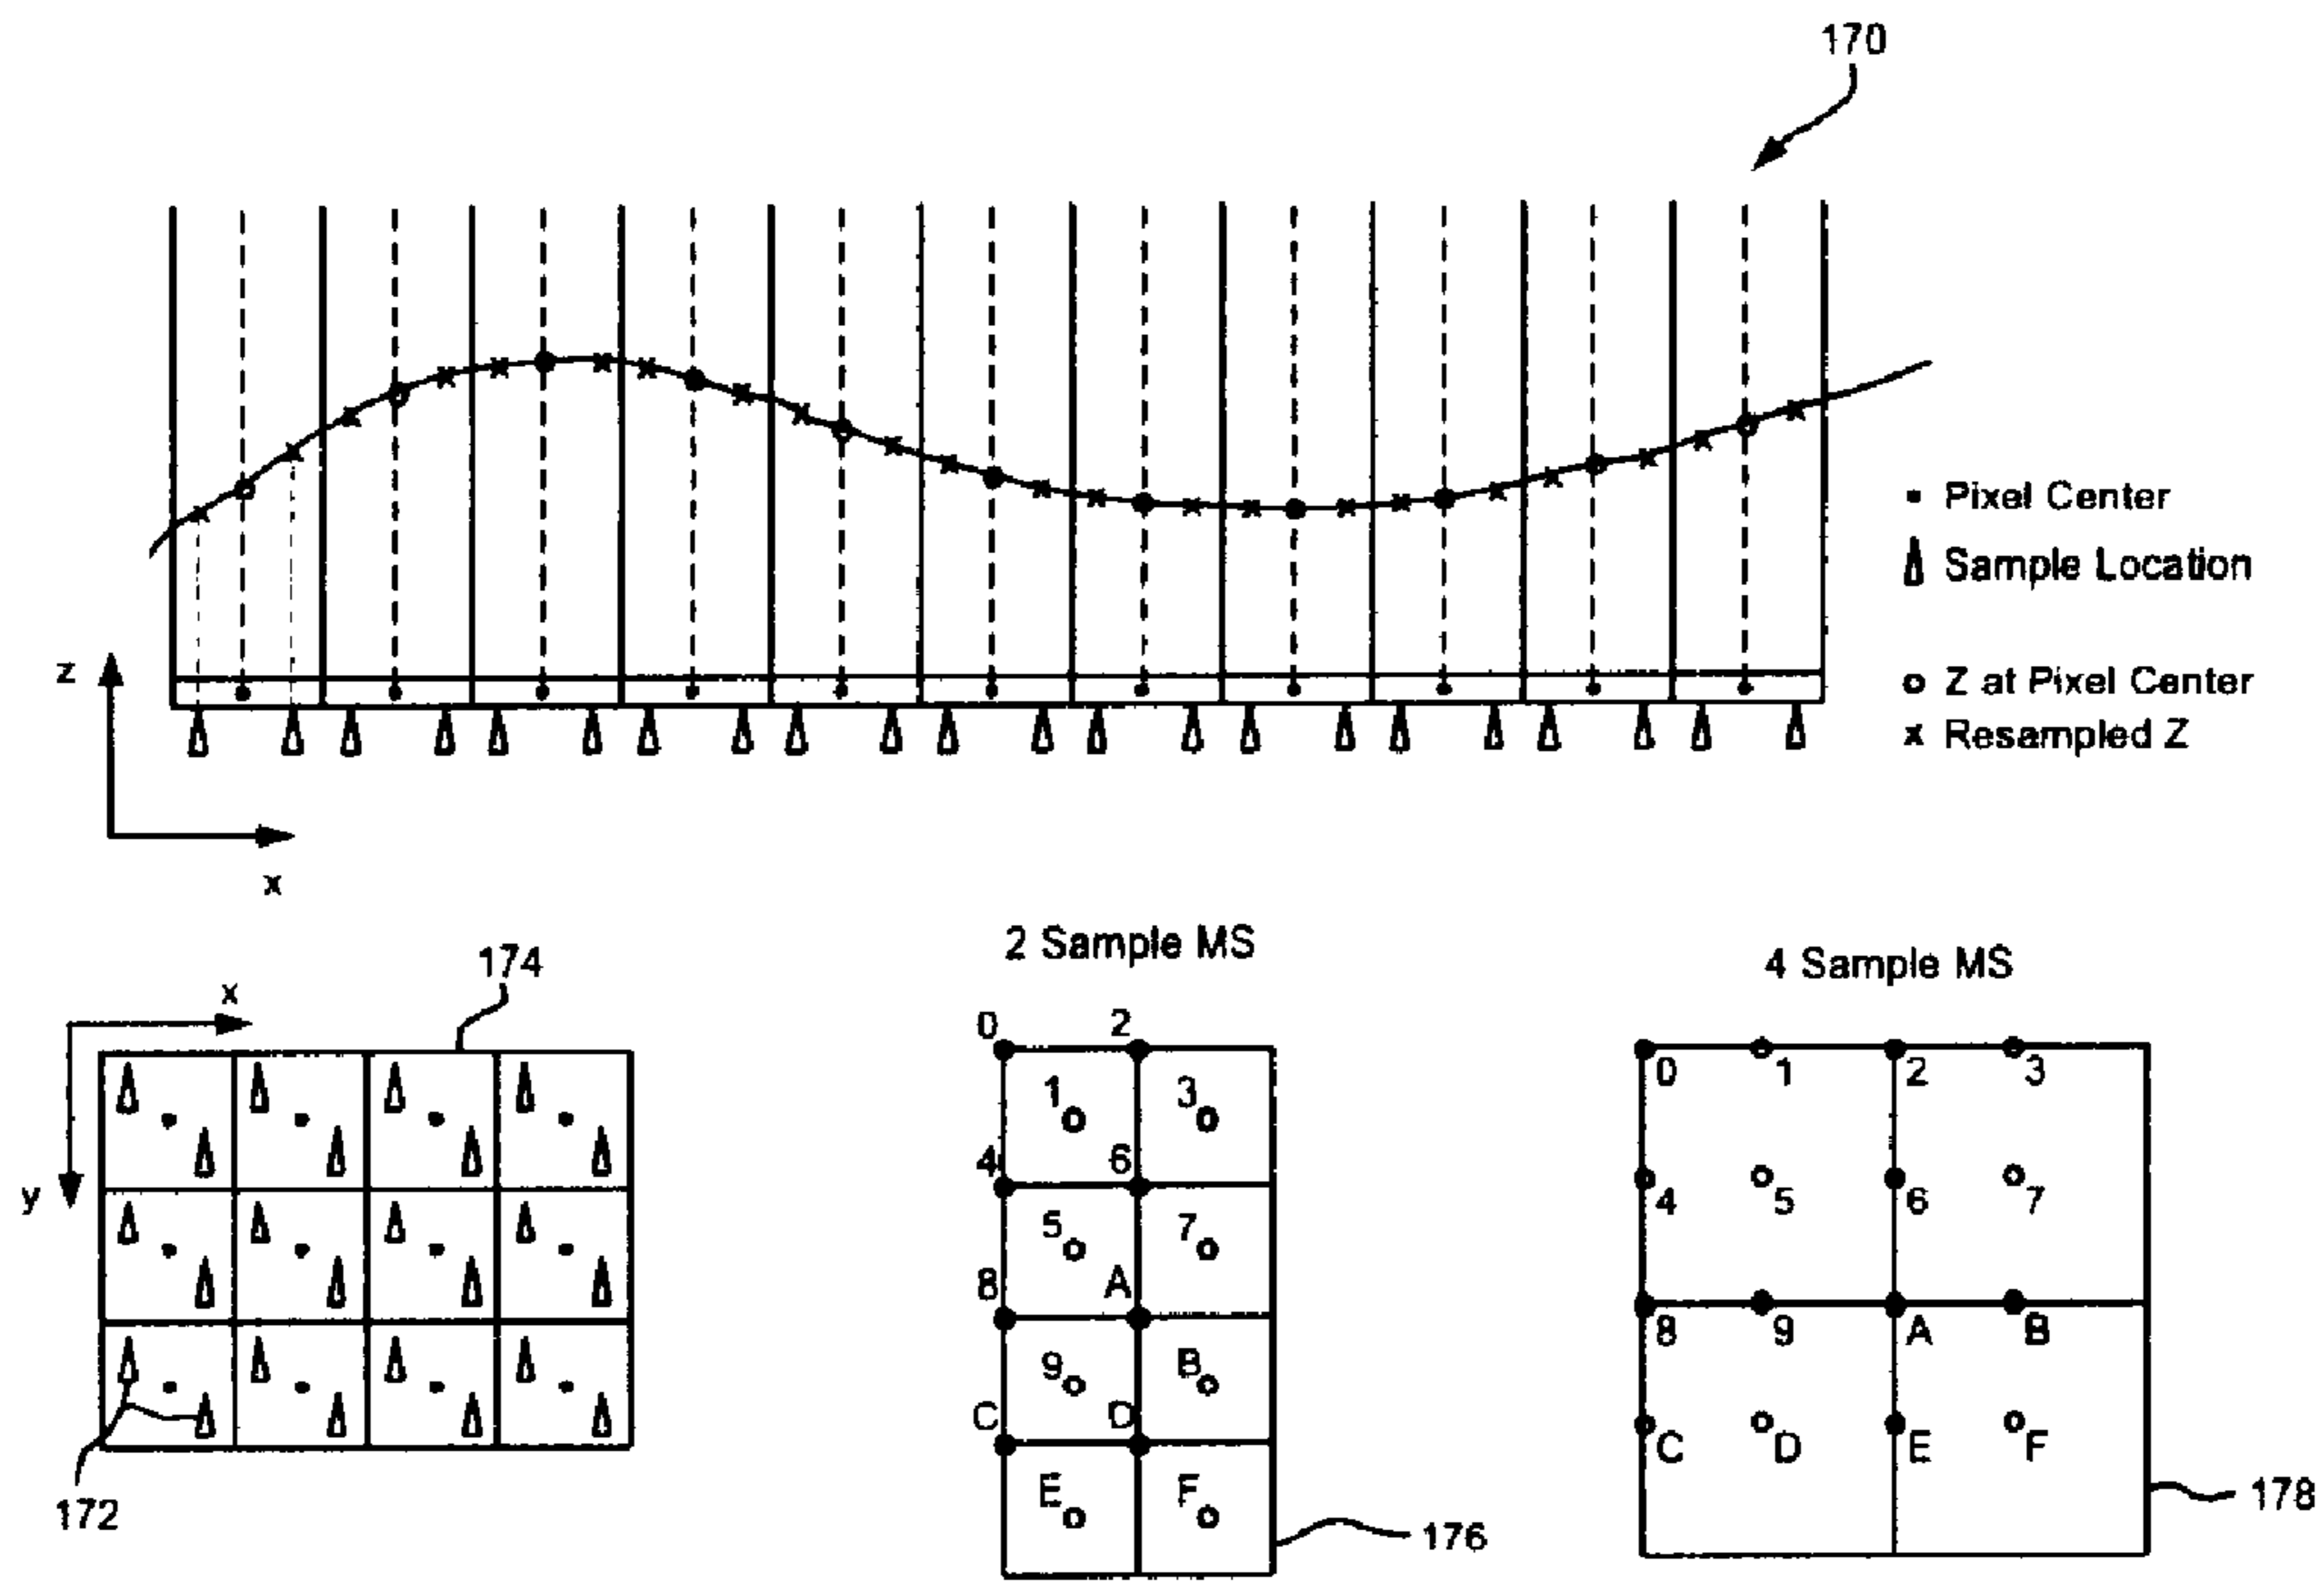 170
Pixel Center
Sample Location
Z at Pixel Center
x Resampled Z
z
x
174
x
y
172
2 Sample MS
0 2
1 3
4 6
5 7
8 A
9 B
C D
E F
176
4 Sample MS
0 1 2 3
4 5 6 7
8 9 A B
C D E F
178